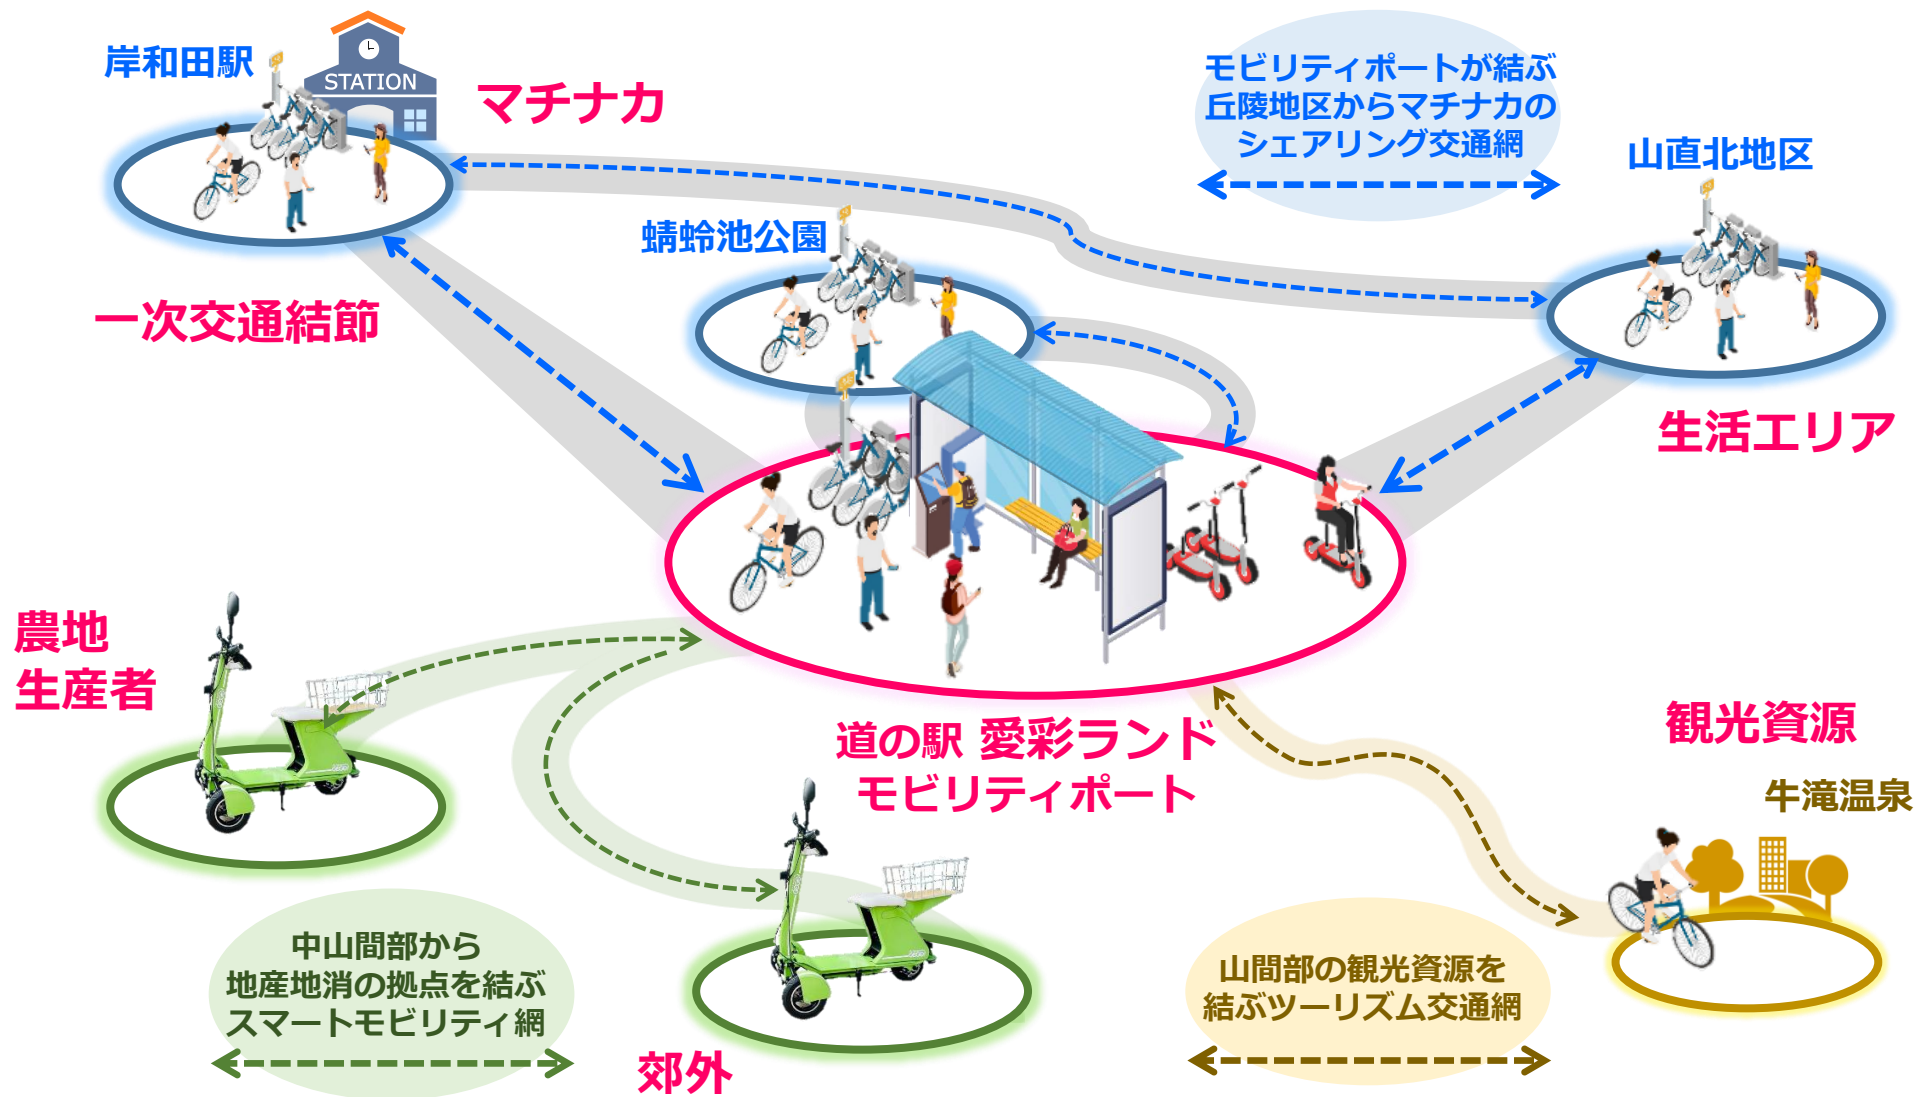 岸和田駅
STATION
マチナカ
モビリティポートが結ぶ
丘陵地区からマチナカの
シェアリング交通網
山直北地区
蜻蛉池公園
一次交通結節
生活エリア
農地
生産者
道の駅 愛彩ランド
モビリティポート
観光資源
牛滝温泉
中山間部から
地産地消の拠点を結ぶ
スマートモビリティ網
山間部の観光資源を
結ぶツーリズム交通網
郊外